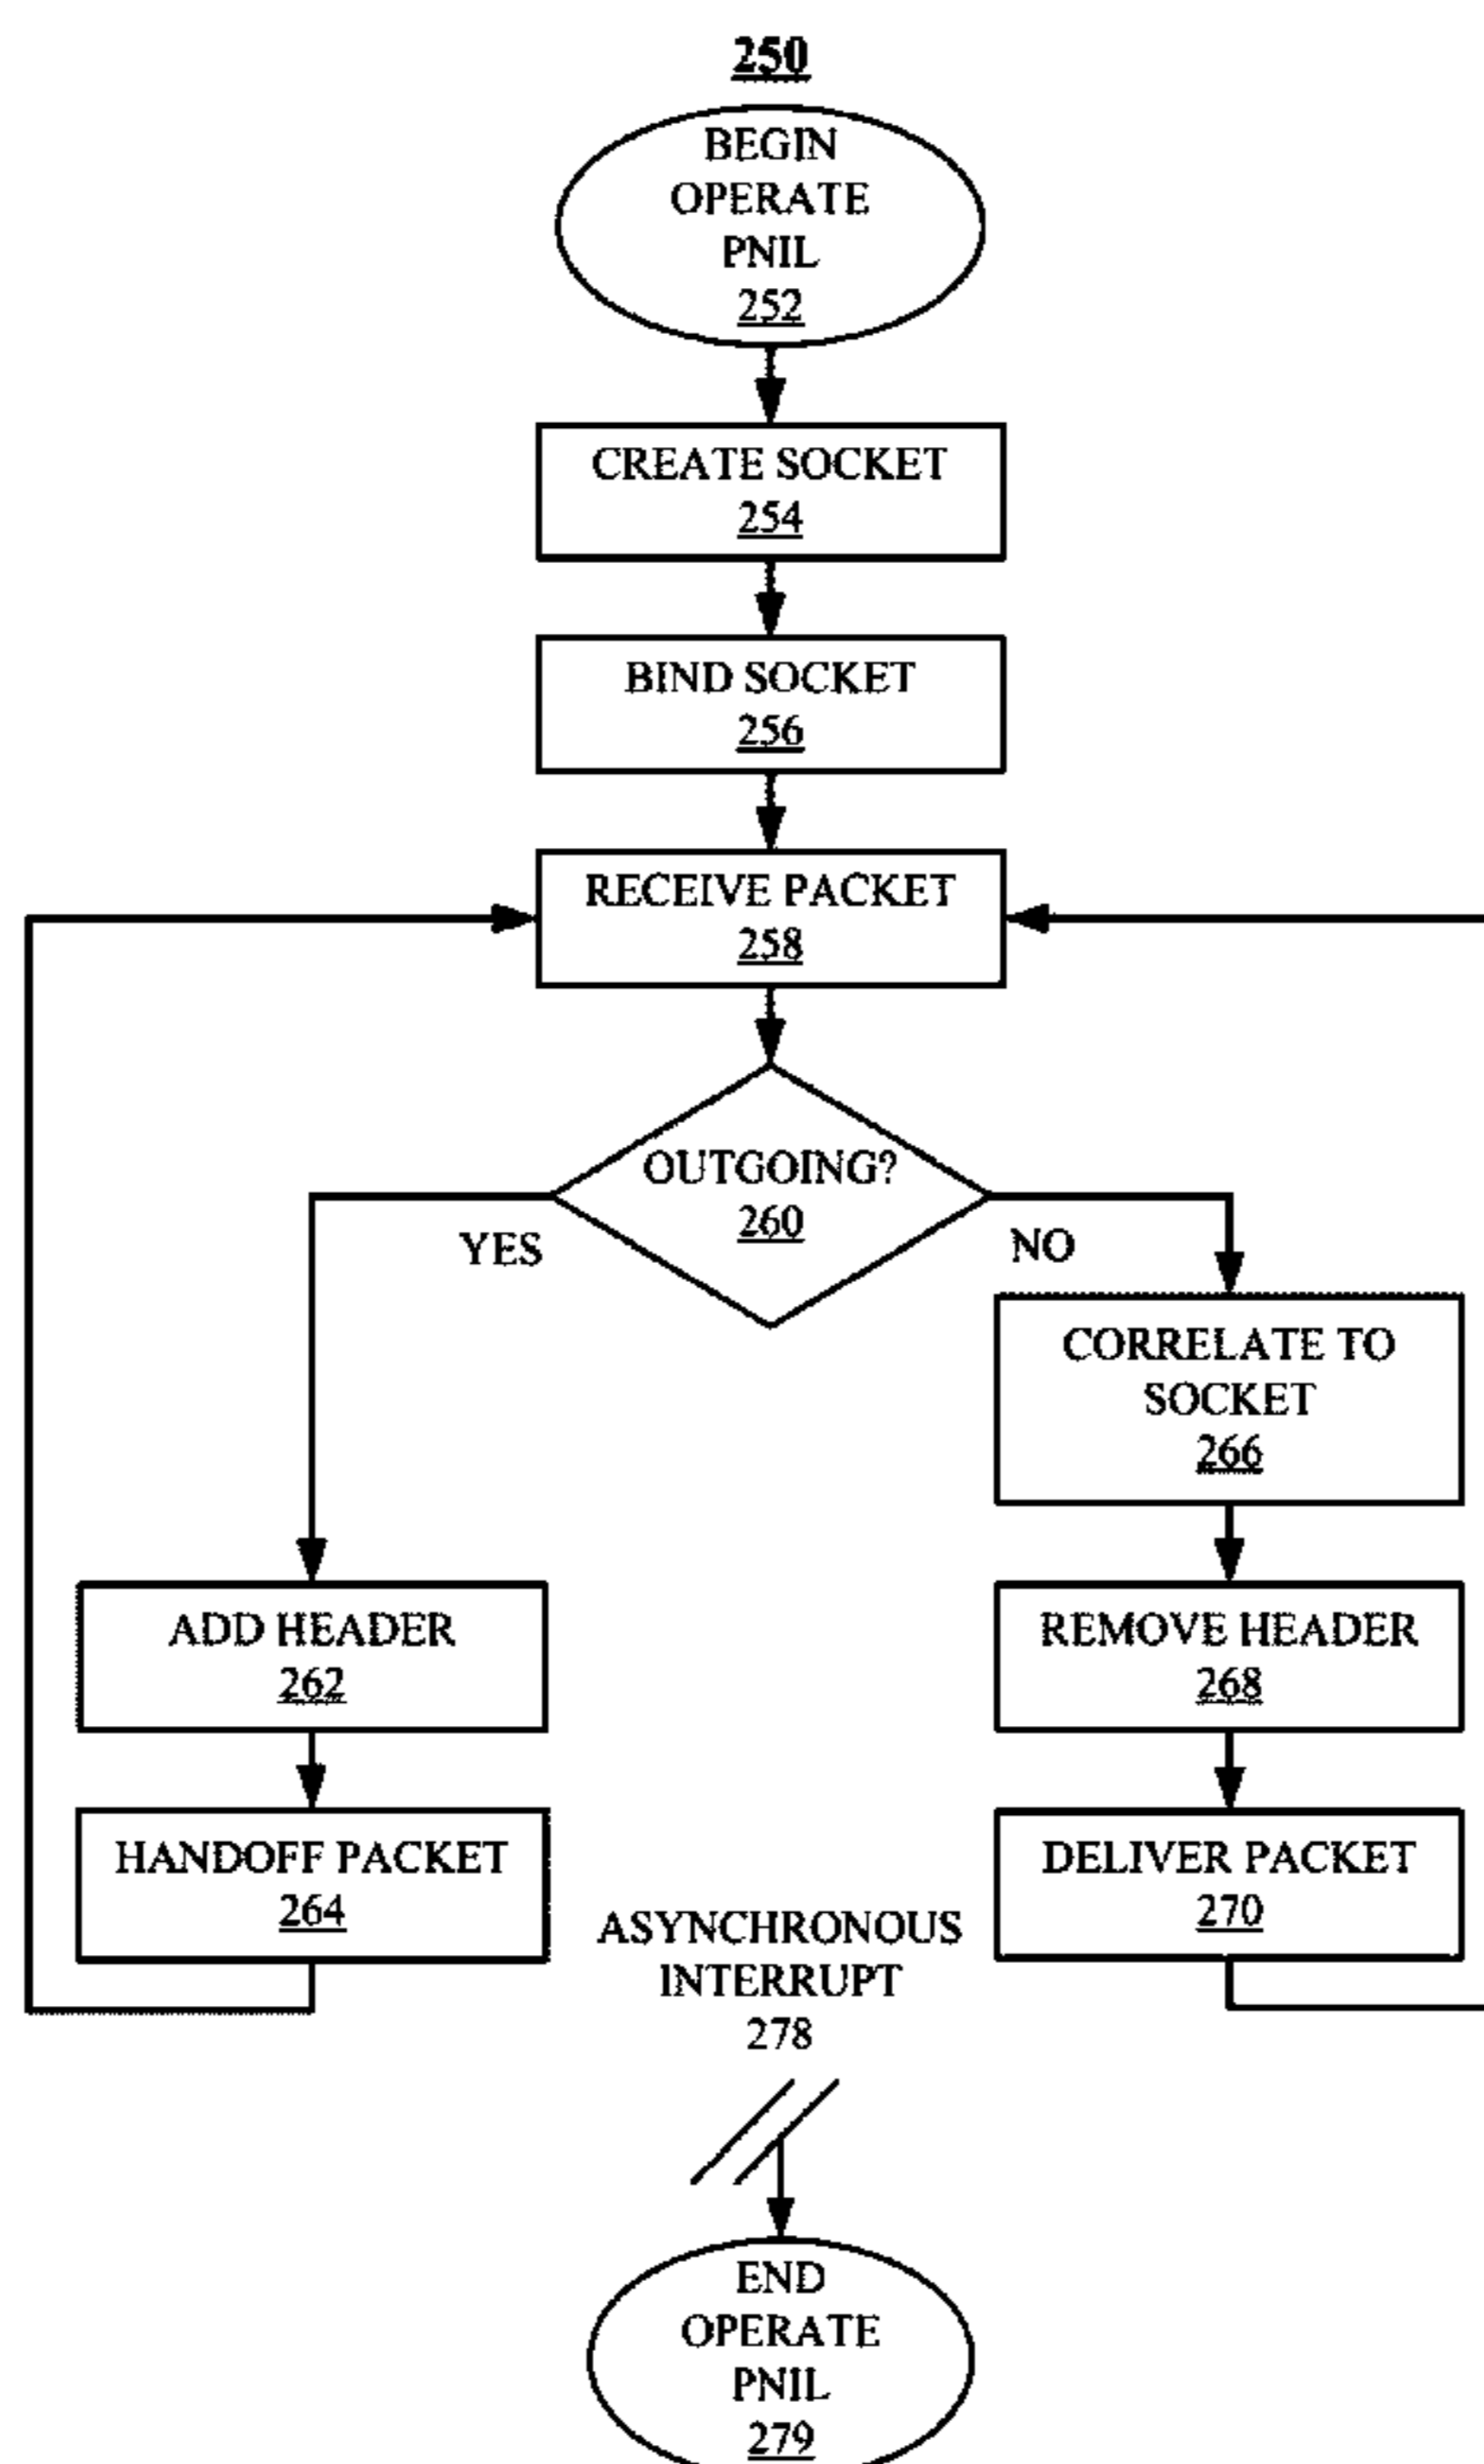 250
BEGIN
OPERATE
PNIL
252
CREATE SOCKET
254
BIND SOCKET
256
RECEIVE PACKET
258
OUTGOING?
260
YES
NO
CORRELATE TO
SOCKET
266
ADD HEADER
262
REMOVE HEADER
268
HANDOFF PACKET
264
DELIVER PACKET
270
ASYNCHRONOUS
INTERRUPT
278
END
OPERATE
PNIL
279